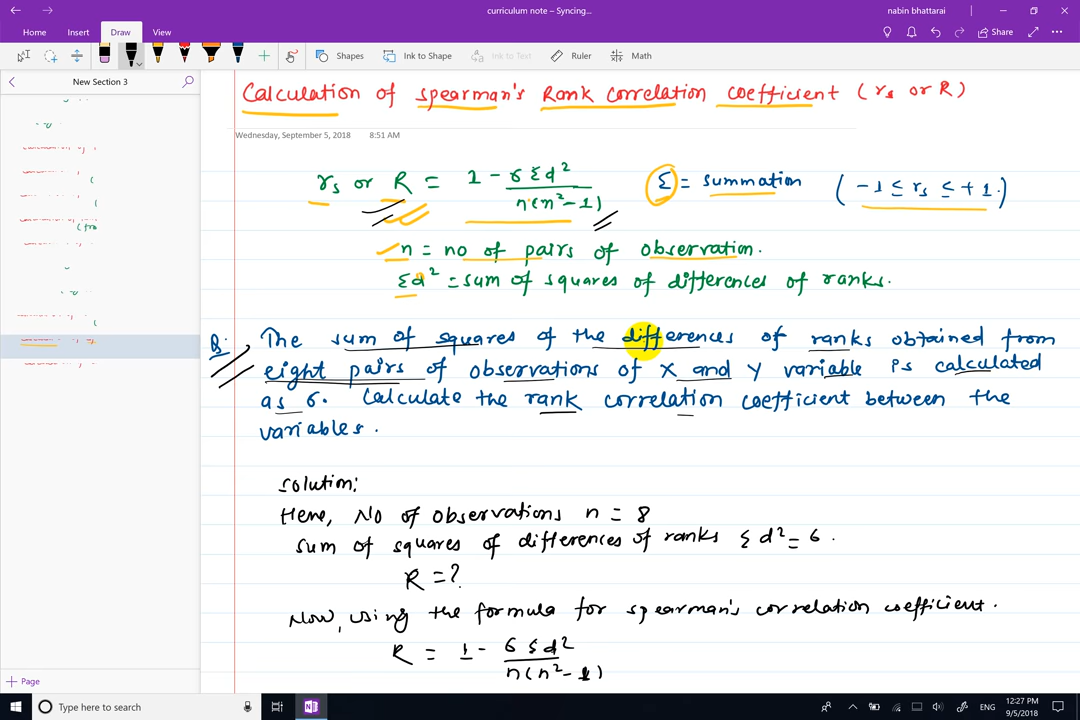 curriculum note - Syncing...
nabin bhattarai
Home Insert Draw View
Share
Shapes Ink to Shape Ink to Text Ruler Math
New Section 3
Calculation of spearman's Rank correlation coefficient (rs or R)
Wednesday, September 5, 2018 8:51 AM
rs or R = 1 - 6Σd²/n(n²-1) Σ = summation (-1 ≤ rs ≤ +1)
n = no of pairs of observation.
Σd² = sum of squares of differences of ranks.
Q. The sum of squares of the differences of ranks obtained from
eight pairs of observations of X and Y variable is calculated
as 6. Calculate the rank correlation coefficient between the
variables.
Solution:
Here, No of observations n = 8
sum of squares of differences of ranks Σd² = 6.
R = ?
Now, using the formula for spearman's correlation coefficient.
R = 1 - 6Σd²/n(n²-1)
+ Page
Type here to search
ENG
12:27 PM
9/5/2018